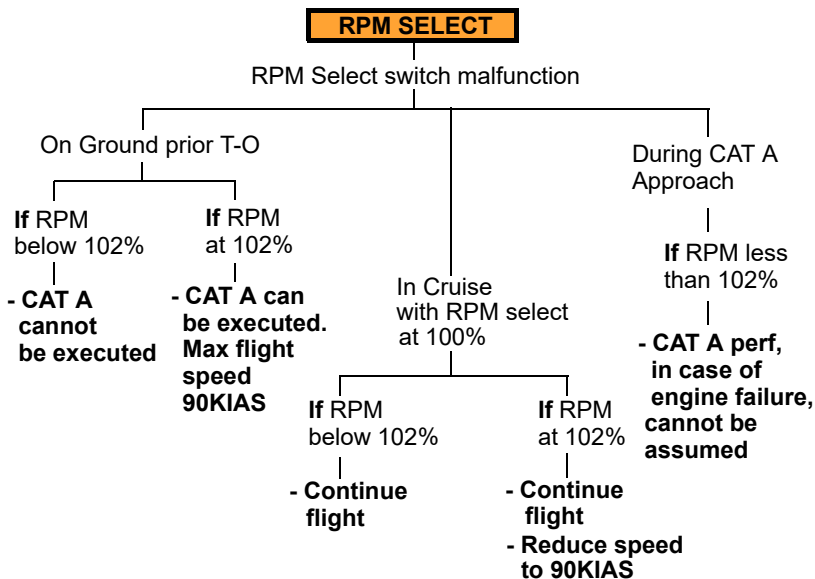 RPM SELECT
RPM Select switch malfunction
On Ground prior T-O
If RPM
below 102%
- CAT A
cannot
be executed
If RPM
at 102%
- CAT A can
be executed.
Max flight
speed
90KIAS
In Cruise
with RPM select
at 100%
If RPM
below 102%
- Continue
flight
If RPM
at 102%
- Continue
flight
- Reduce speed
to 90KIAS
During CAT A
Approach
If RPM less
than 102%
- CAT A perf,
in case of
engine failure,
cannot be
assumed